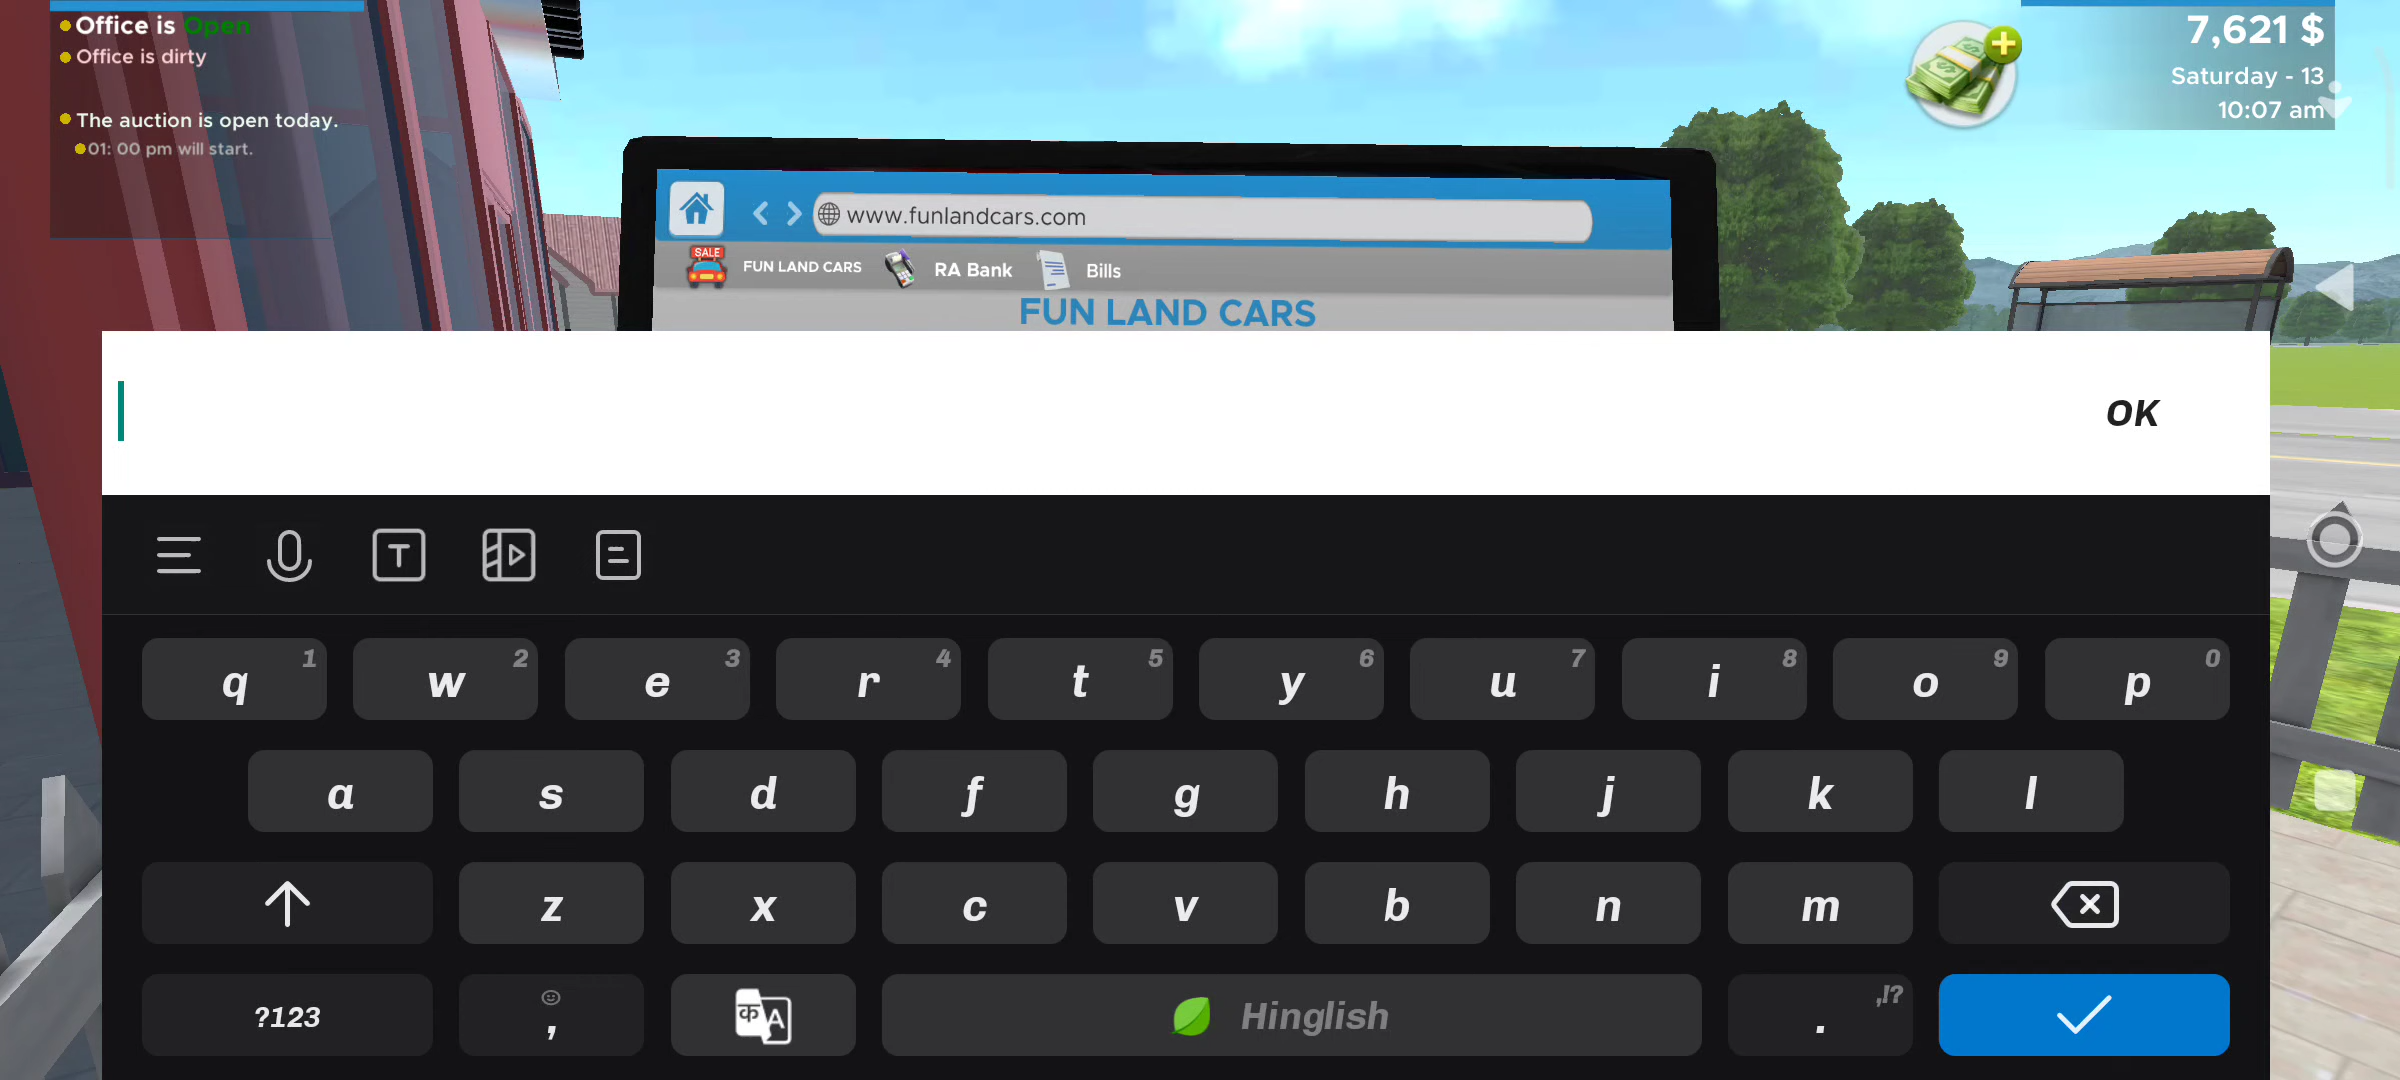 Office is Open
Office is dirty
The auction is open today.
01: 00 pm will start.
7,621 $
Saturday - 13
10:07 am
www.funlandcars.com
SALE
FUN LAND CARS
RA Bank
Bills
FUN LAND CARS
OK
T
q 1 w 2 e 3 r 4 t 5 y 6 u 7 i 8 o 9 p 0
a s d f g h j k l
z x c v b n m
?123 , क A Hinglish . ,!?